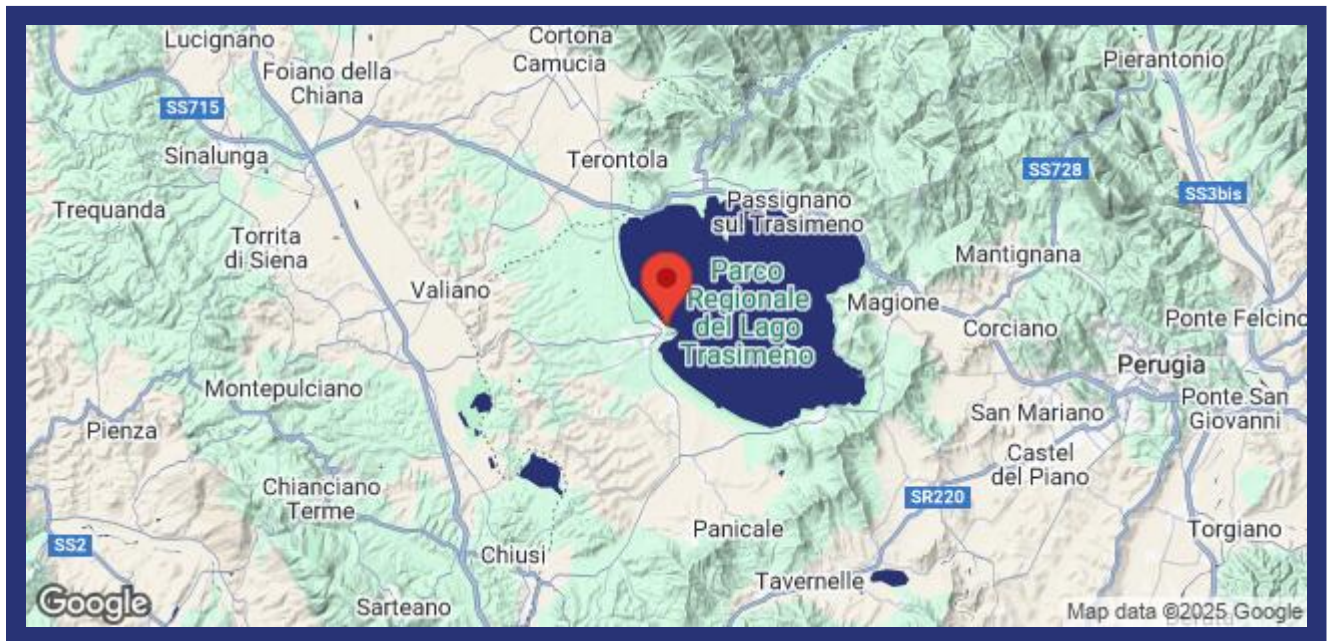 Lucignano
Cortona
Camucia
Pierantonio
Foiano della
Chiana
SS715
Sinalunga
Terontola
SS728
SS3bis
Trequanda
Passignano
sul Trasimeno
Torrita
di Siena
Mantignana
Valiano
Parco
Regionale
del Lago
Trasimeno
Magione
Corciano
Ponte Felcino
Perugia
Montepulciano
Ponte San
Giovanni
San Mariano
Pienza
Castel
del Piano
Chianciano
Terme
SR220
Panicale
Torgiano
SS2
Chiusi
Tavernelle
Sarteano
Google
Map data ©2025 Google